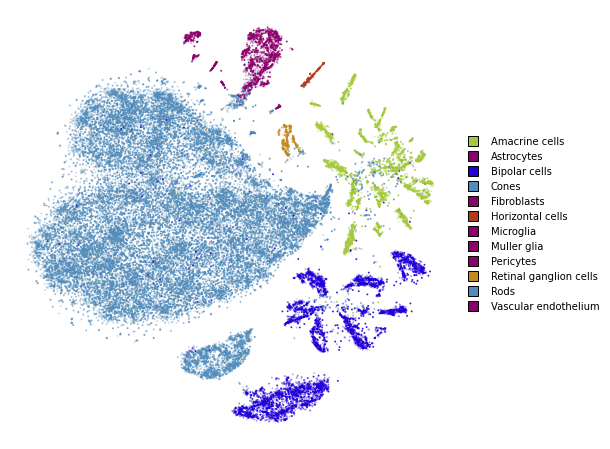 Amacrine cells
Astrocytes
Bipolar cells
Cones
Fibroblasts
Horizontal cells
Microglia
Muller glia
Pericytes
Retinal ganglion cells
Rods
Vascular endothelium